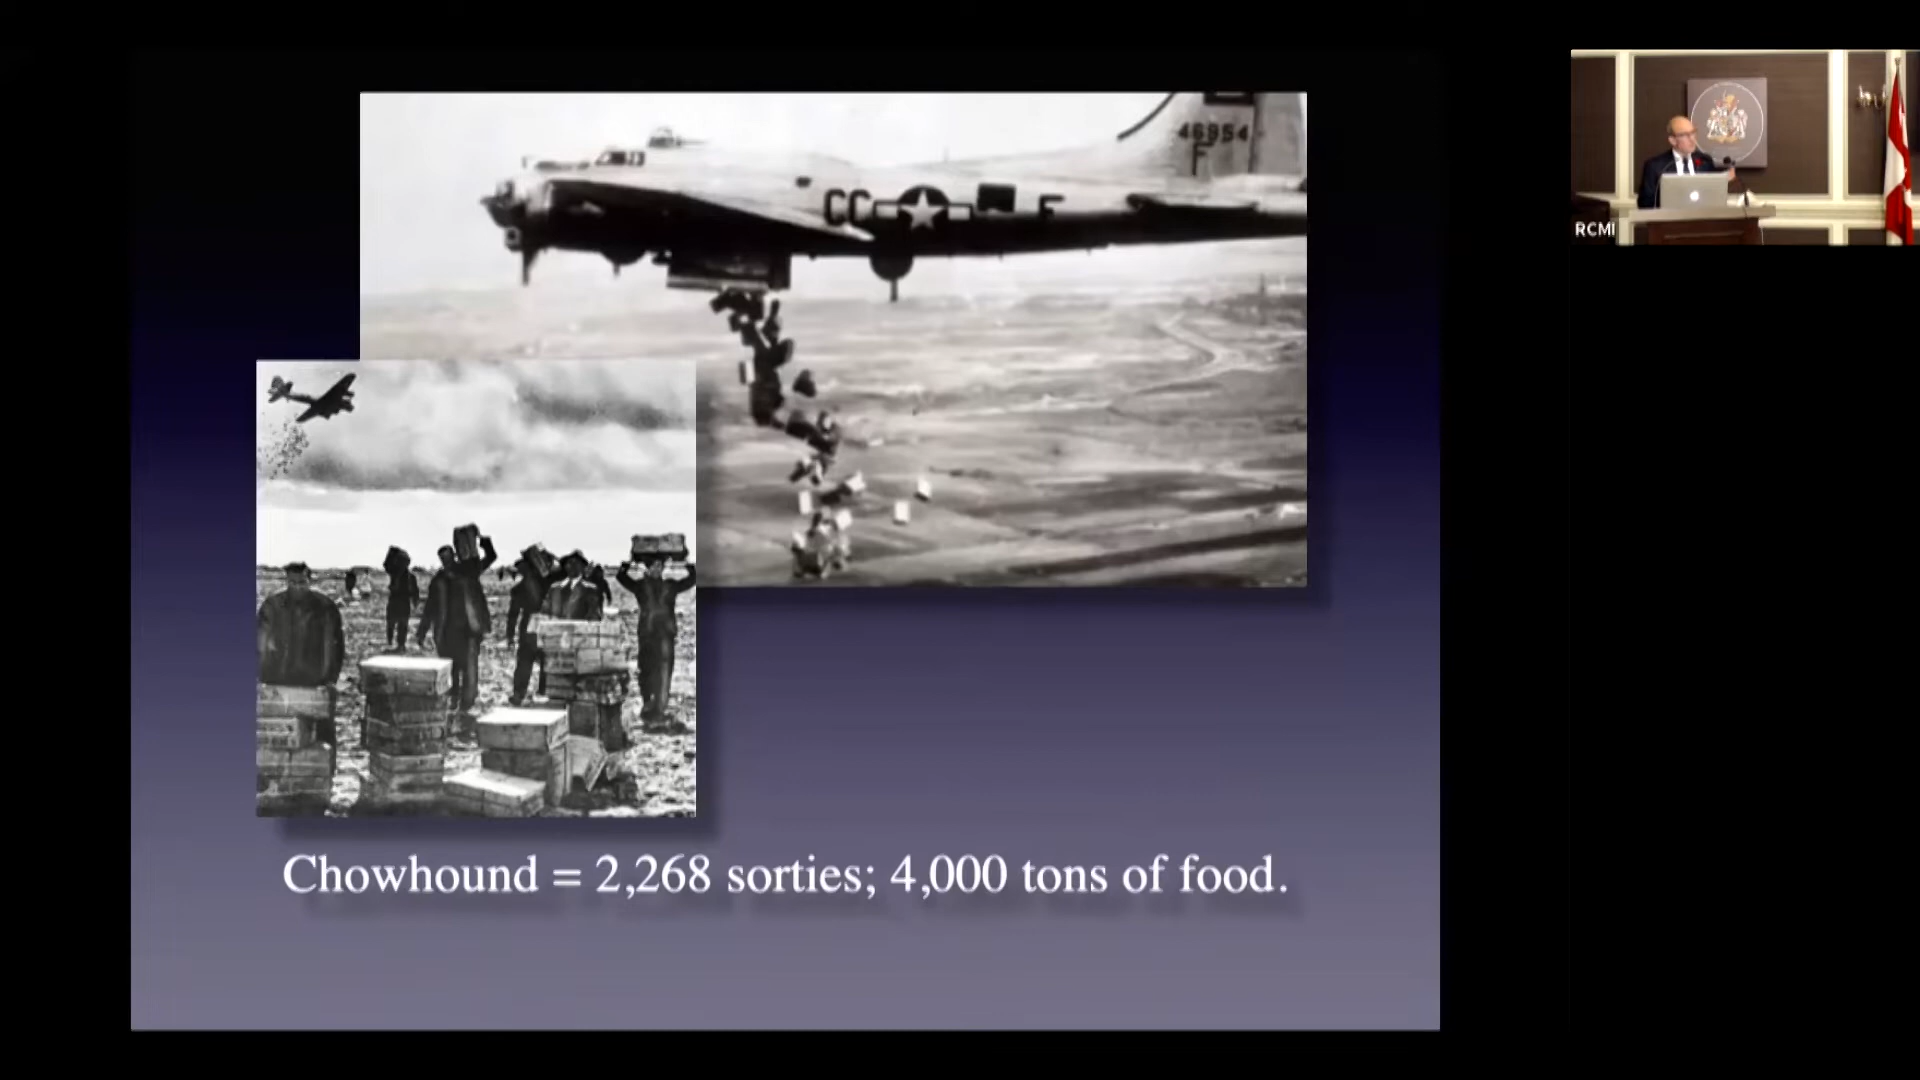 46954
F
CC
F
RCMI
Chowhound = 2,268 sorties; 4,000 tons of food.